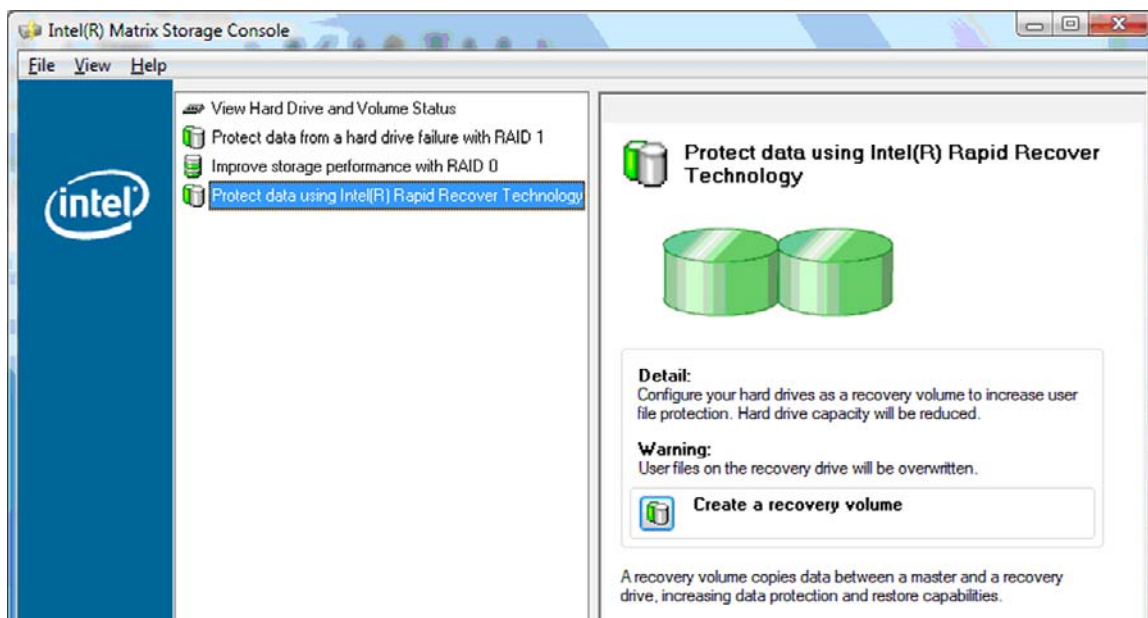 Intel(R) Matrix Storage Console
File View Help
intel
View Hard Drive and Volume Status
Protect data from a hard drive failure with RAID 1
Improve storage performance with RAID 0
Protect data using Intel(R) Rapid Recover Technology
Protect data using Intel(R) Rapid Recover
Technology
Detail:
Configure your hard drives as a recovery volume to increase user
file protection. Hard drive capacity will be reduced.
Warning:
User files on the recovery drive will be overwritten.
Create a recovery volume
A recovery volume copies data between a master and a recovery
drive, increasing data protection and restore capabilities.